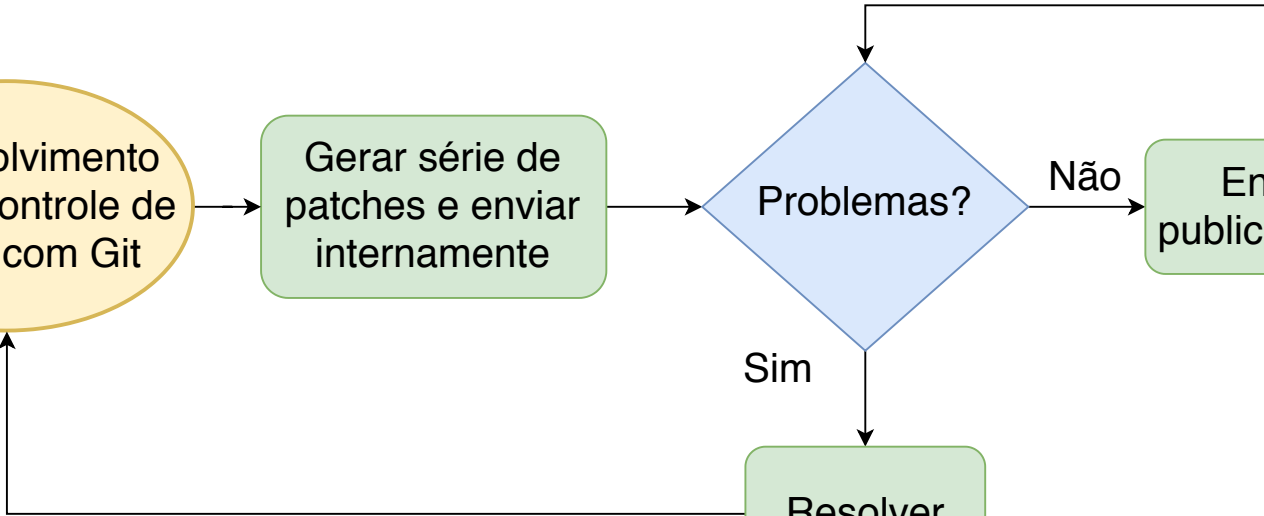 olvimento
ontrole de
com Git
Gerar série de
patches e enviar
internamente
Problemas?
Não
En
public
Sim
Resolver